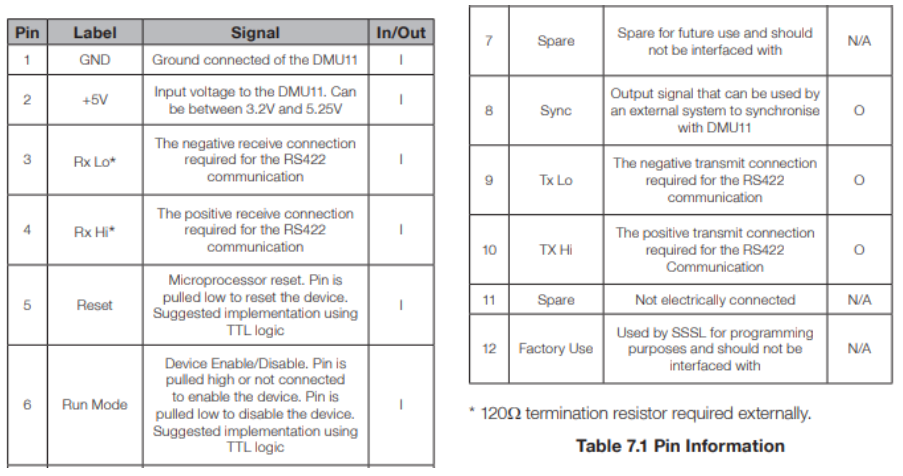 Pin Label Signal In/Out
1 GND Ground connected of the DMU11 I
2 +5V Input voltage to the DMU11. Can
be between 3.2V and 5.25V I
3 Rx Lo* The negative receive connection
required for the RS422
communication I
4 Rx Hi* The positive receive connection
required for the RS422
communication I
5 Reset Microprocessor reset. Pin is
pulled low to reset the device.
Suggested implementation using
TTL logic I
6 Run Mode Device Enable/Disable. Pin is
pulled high or not connected
to enable the device. Pin is
pulled low to disable the device.
Suggested implementation using
TTL logic I
7 Spare Spare for future use and should
not be interfaced with N/A
8 Sync Output signal that can be used by
an external system to synchronise
with DMU11 O
9 Tx Lo The negative transmit connection
required for the RS422
communication O
10 TX Hi The positive transmit connection
required for the RS422
Communication O
11 Spare Not electrically connected N/A
12 Factory Use Used by SSSL for programming
purposes and should not be
interfaced with N/A
* 120Ω termination resistor required externally.
Table 7.1 Pin Information